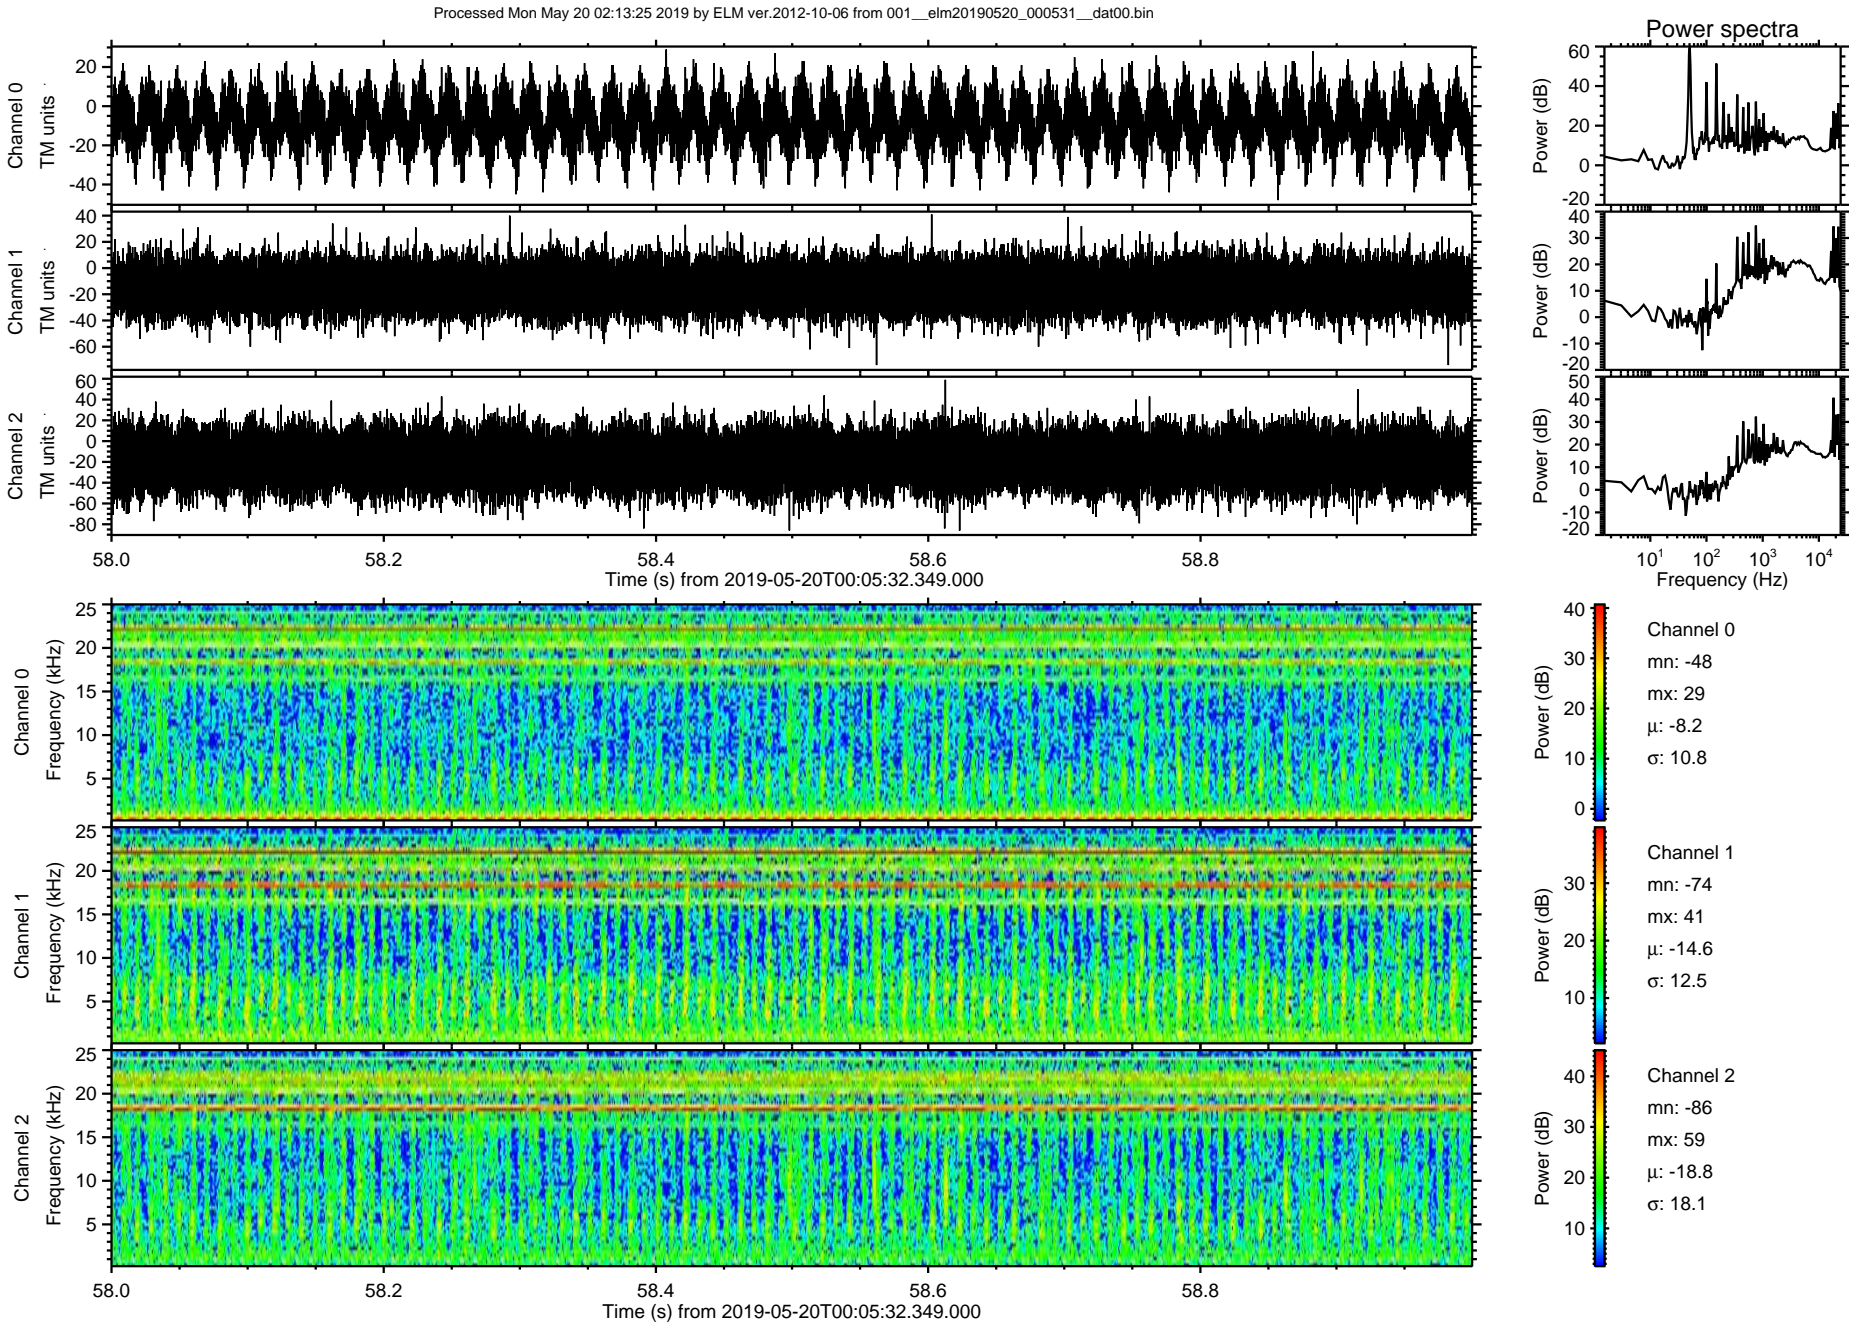 Processed Mon May 20 02:13:25 2019 by ELM ver.2012-10-06 from 001__elm20190520_000531__dat00.bin
Power spectra
Channel 0
TM units
20
0
-20
-40
Power (dB)
60
40
20
0
-20
Channel 1
TM units
40
20
0
-20
-40
-60
Power (dB)
40
30
20
10
0
-10
-20
Channel 2
TM units
60
40
20
0
-20
-40
-60
-80
Power (dB)
50
40
30
20
10
0
-10
-20
58.0 58.2 58.4 58.6 58.8
Time (s) from 2019-05-20T00:05:32.349.000
10^1 10^2 10^3 10^4
Frequency (Hz)
Channel 0
Frequency (kHz)
25
20
15
10
5
Power (dB)
40
30
20
10
0
Channel 0
mn: -48
mx: 29
μ: -8.2
σ: 10.8
Channel 1
Frequency (kHz)
25
20
15
10
5
Power (dB)
30
20
10
Channel 1
mn: -74
mx: 41
μ: -14.6
σ: 12.5
Channel 2
Frequency (kHz)
25
20
15
10
5
Power (dB)
40
30
20
10
Channel 2
mn: -86
mx: 59
μ: -18.8
σ: 18.1
58.0 58.2 58.4 58.6 58.8
Time (s) from 2019-05-20T00:05:32.349.000